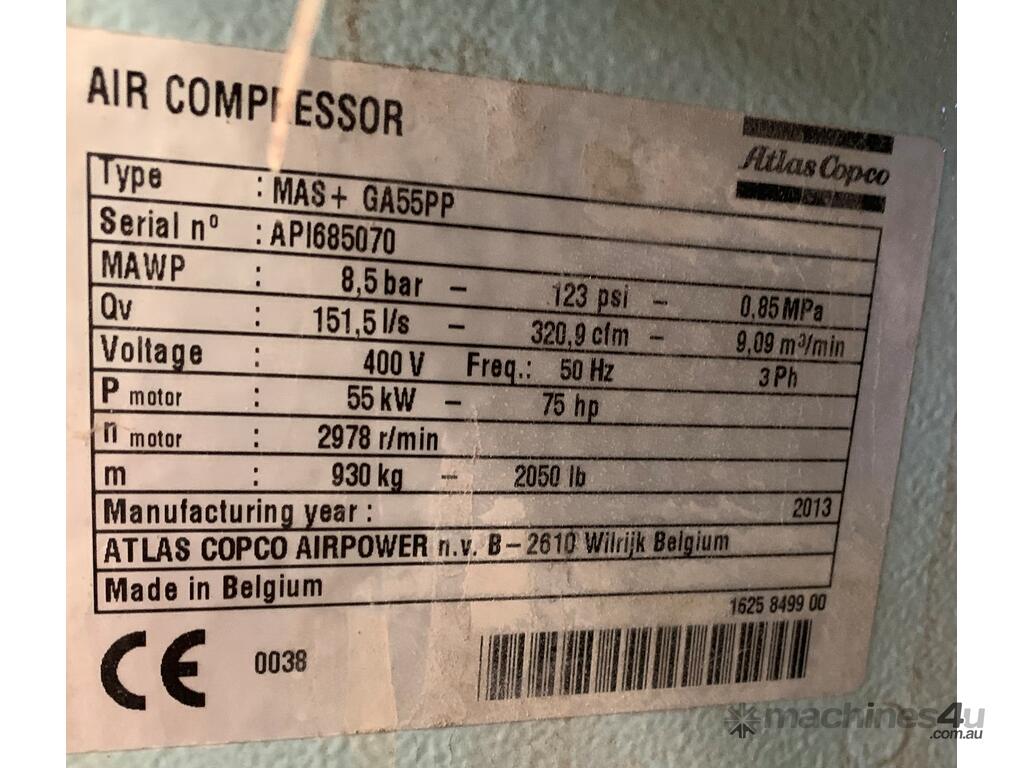 AIR COMPRESSOR
Atlas Copco
Type : MAS+ GA55PP
Serial nº : API685070
MAWP : 8,5 bar – 123 psi – 0,85 MPa
Qv : 151,5 l/s – 320,9 cfm – 9,09 m³/min
Voltage : 400 V Freq.: 50 Hz 3 Ph
P motor : 55 kW – 75 hp
n motor : 2978 r/min
m : 930 kg – 2050 lb
Manufacturing year : 2013
ATLAS COPCO AIRPOWER n.v. B – 2610 Wilrijk Belgium
Made in Belgium
1625 8499 00
CE 0038
machines4u
.com.au